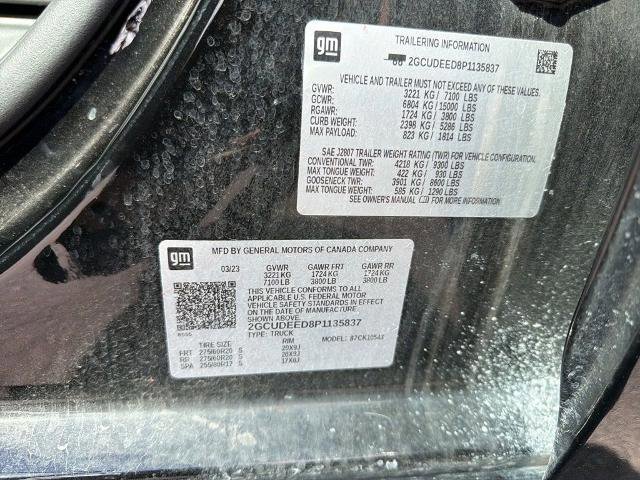 gm
TRAILERING INFORMATION
2GCUDEED8P1135837
VEHICLE AND TRAILER MUST NOT EXCEED ANY OF THESE VALUES.
GVWR: 3221 KG / 7100 LBS
GCWR: 6804 KG / 15000 LBS
RGAWR: 1724 KG / 3800 LBS
CURB WEIGHT: 2398 KG / 5286 LBS
MAX PAYLOAD: 823 KG / 1814 LBS
SAE J2807 TRAILER WEIGHT RATING (TWR) FOR VEHICLE CONFIGURATION.
CONVENTIONAL TWR: 4218 KG / 9300 LBS
MAX TONGUE WEIGHT: 422 KG / 930 LBS
GOOSENECK TWR: 3901 KG / 8600 LBS
MAX TONGUE WEIGHT: 585 KG / 1290 LBS
SEE OWNER'S MANUAL FOR MORE INFORMATION.
gm
MFD BY GENERAL MOTORS OF CANADA COMPANY
03/23 GVWR GAWR FRT GAWR RR
3221 KG 1724 KG 1724 KG
7100 LB 3800 LB 3800 LB
THIS VEHICLE CONFORMS TO ALL
APPLICABLE U.S. FEDERAL MOTOR
VEHICLE SAFETY STANDARDS IN EFFECT
ON THE DATE OF MANUFACTURE
SHOWN ABOVE.
2GCUDEED8P1135837
TYPE: TRUCK
MODEL:
TIRE SIZE RIM
FRT 275/60R20 S 20X9J
RR 275/60R20 S 20X9J
SPA 255/80R17 S 17X8J